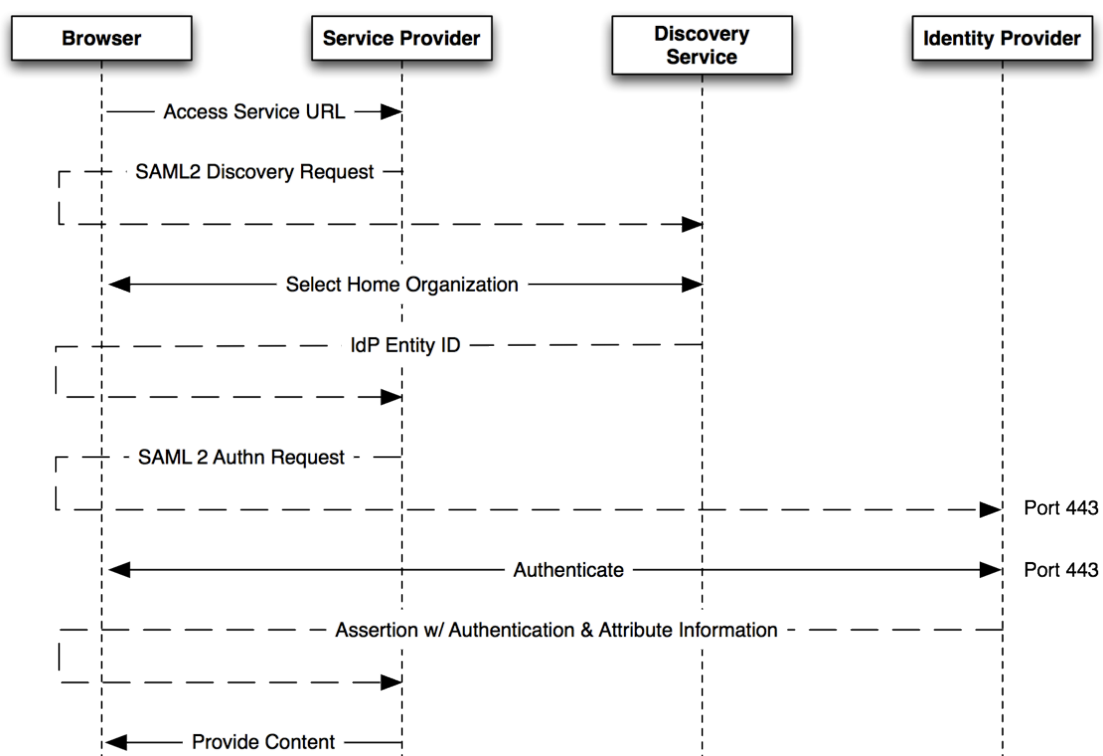 Browser
Service Provider
Discovery
Service
Identity Provider
Access Service URL
SAML2 Discovery Request
Select Home Organization
IdP Entity ID
SAML 2 Authn Request
Port 443
Authenticate
Port 443
Assertion w/ Authentication & Attribute Information
Provide Content